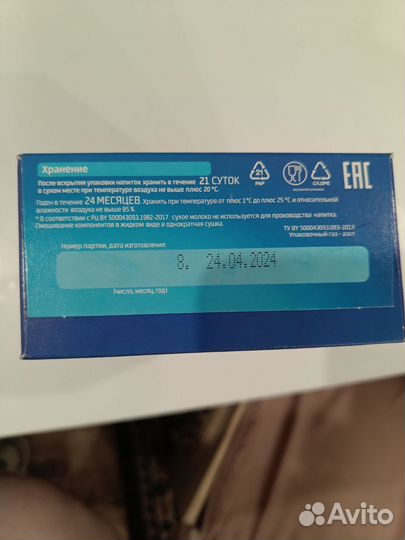 Хранение
После вскрытия упаковки напиток хранить в течение 21 СУТОК
в сухом месте при температуре воздуха не выше плюс 20 °С.
Годен в течение 24 МЕСЯЦЕВ. Хранить при температуре от плюс 1°С до плюс 25 °С и относительной
влажности воздуха не выше 85 %
* В соответствии с РЦ BY 500043093.1982-2017 сухое молоко не используется для производства напитка.
Смешивание компонентов в жидком виде и однократная сушка.
21
PAP
C/LDPE
EAC
ТУ BY 500043093.093-2013
Упаковочный газ - азот
Номер партии, дата изготовления:
8. 24.04.2024
(число, месяц, год)
Avito